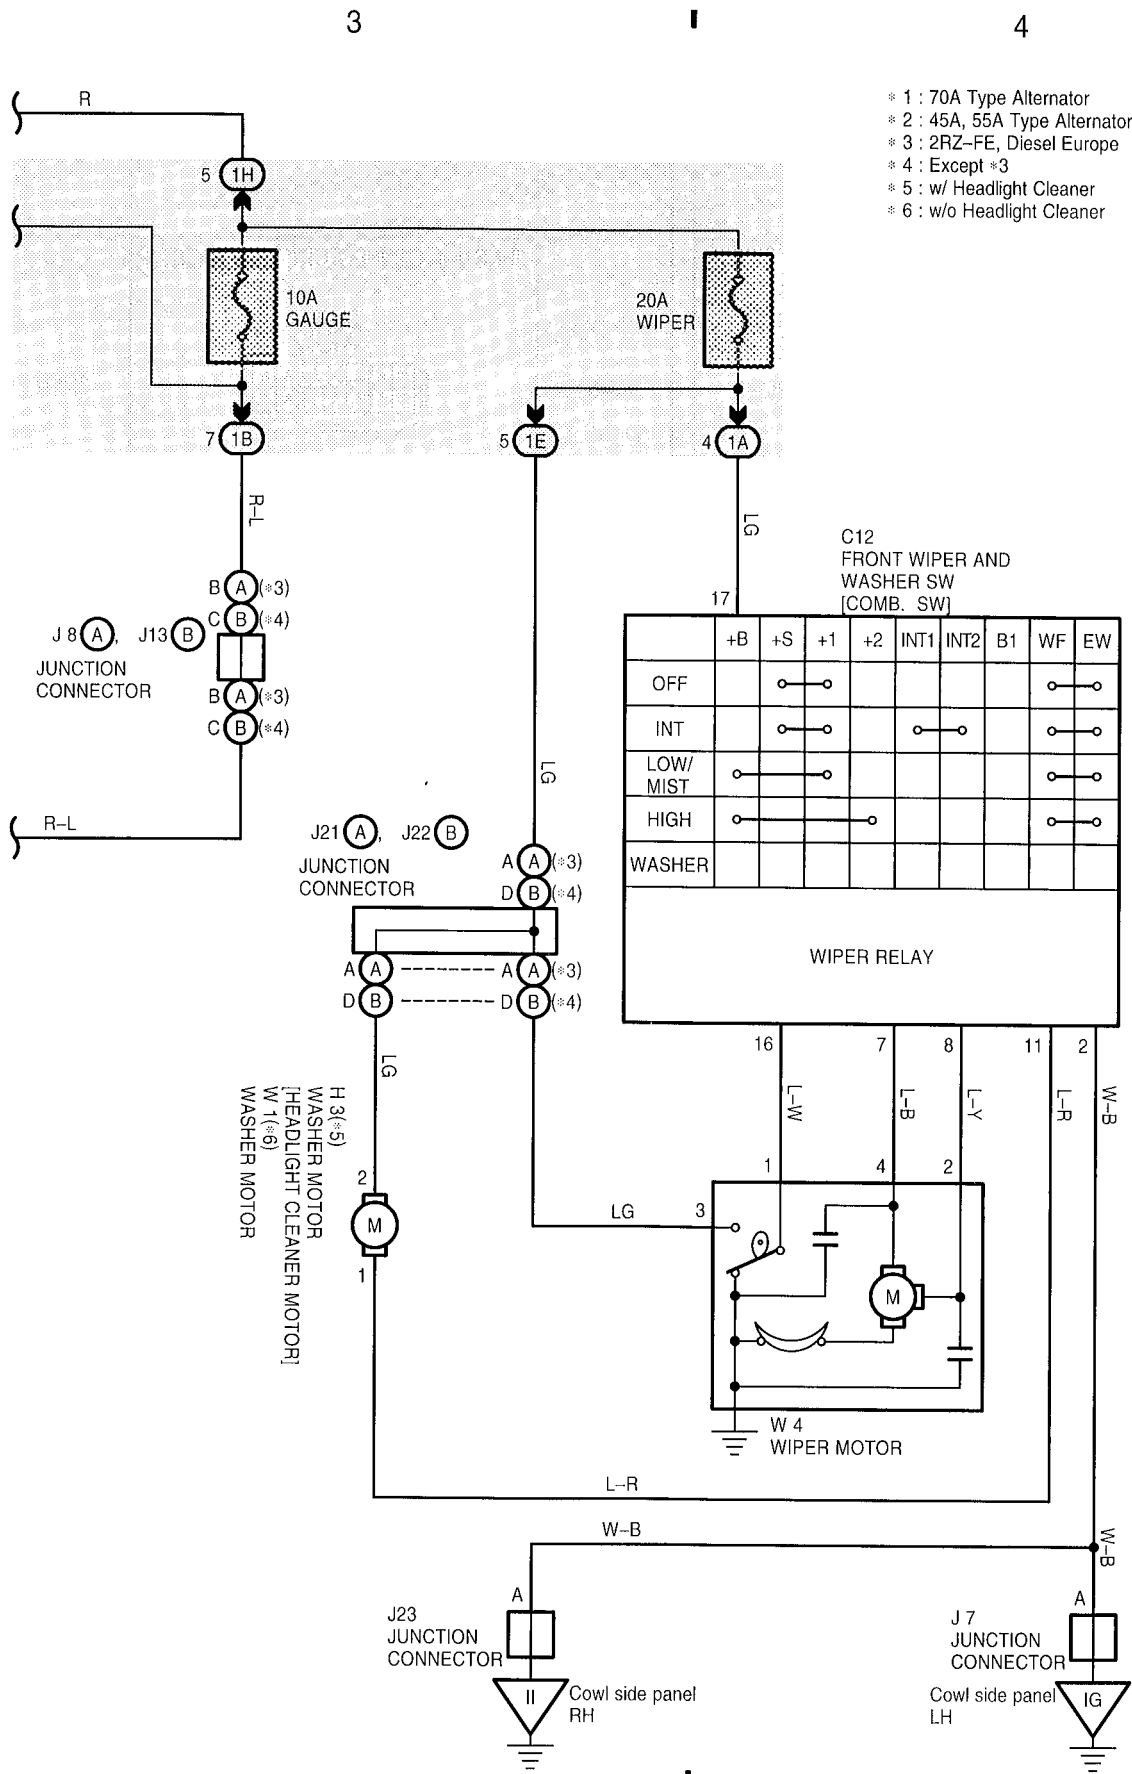 3
4
R
* 1 : 70A Type Alternator
* 2 : 45A, 55A Type Alternator
* 3 : 2RZ–FE, Diesel Europe
* 4 : Except *3
* 5 : w/ Headlight Cleaner
* 6 : w/o Headlight Cleaner
5 1H
10A
GAUGE
20A
WIPER
7 1B
5 1E
4 1A
R–L
LG
C12
FRONT WIPER AND
WASHER SW
[COMB. SW]
B A (*3)
C B (*4)
J 8 A, J13 B
JUNCTION
CONNECTOR
B A (*3)
C B (*4)
17
+B +S +1 +2 INT1 INT2 B1 WF EW
OFF
INT
LOW/
MIST
HIGH
WASHER
WIPER RELAY
LG
R–L
J21 A, J22 B
JUNCTION
CONNECTOR
A A (*3)
D B (*4)
A A A A (*3)
D B D B (*4)
16 7 8 11 2
LG
L–W
L–B
L–Y
L–R
W–B
H 3(*5)
WASHER MOTOR
[HEADLIGHT CLEANER MOTOR]
W 1(*6)
WASHER MOTOR
2
M
1
1 4 2
LG 3
M
W 4
WIPER MOTOR
L–R
W–B
W–B
A
J23
JUNCTION
CONNECTOR
A
J 7
JUNCTION
CONNECTOR
II
Cowl side panel
RH
Cowl side panel
LH
IG